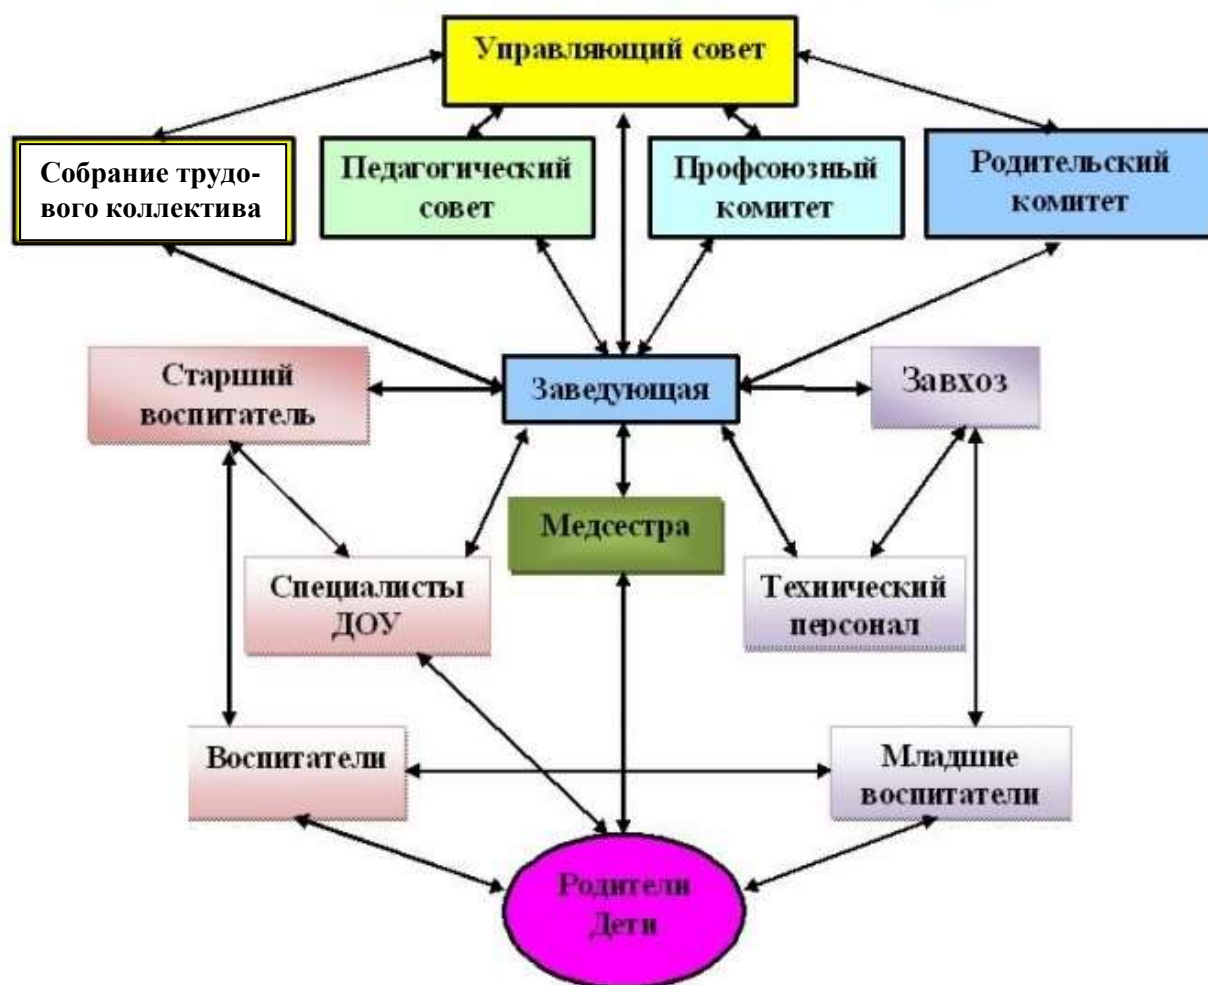 Управляющий совет
Собрание трудо-
вого коллектива
Педагогический
совет
Профсоюзный
комитет
Родительский
комитет
Старший
воспитатель
Заведующая
Завхоз
Медсестра
Специалисты
ДОУ
Технический
персонал
Воспитатели
Младшие
воспитатели
Родители
Дети